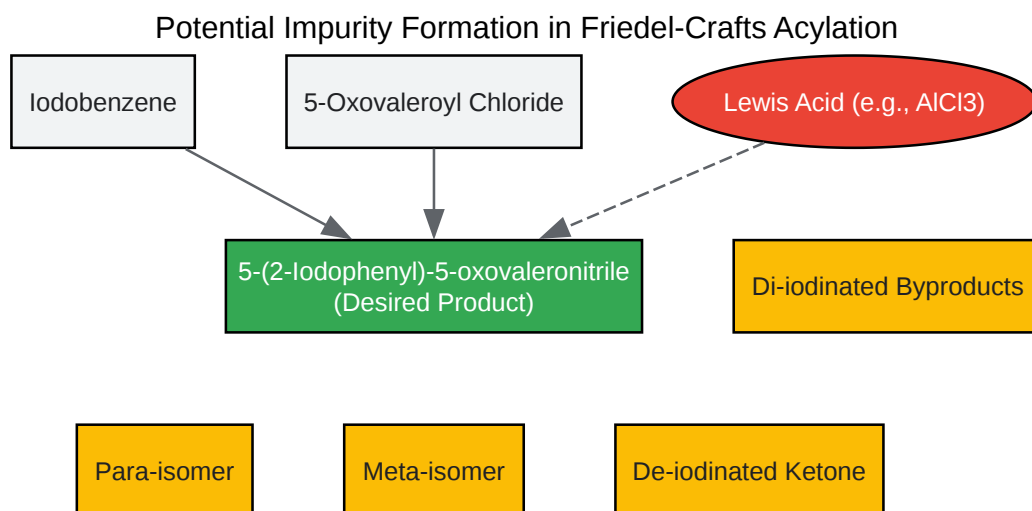 Potential Impurity Formation in Friedel-Crafts Acylation
Iodobenzene
5-Oxovaleroyl Chloride
Lewis Acid (e.g., AlCl3)
5-(2-Iodophenyl)-5-oxovaleronitrile
(Desired Product)
Di-iodinated Byproducts
Para-isomer
Meta-isomer
De-iodinated Ketone